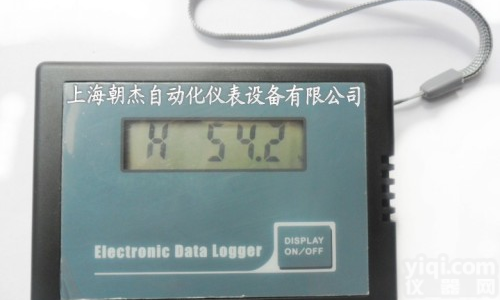 上海朝杰自动化仪表设备有限公司
H 54.2
Electronic Data Logger
DISPLAY
ON/OFF
yiqi.com
仪器网